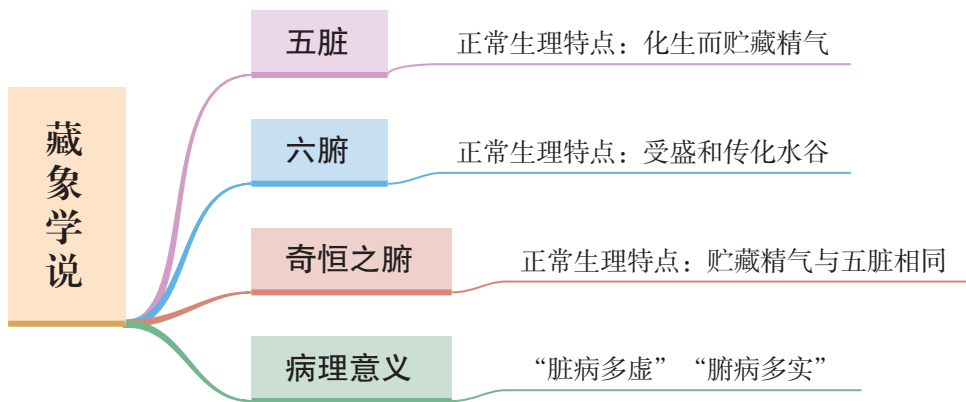 藏象学说
五脏
正常生理特点：化生而贮藏精气
六腑
正常生理特点：受盛和传化水谷
奇恒之腑
正常生理特点：贮藏精气与五脏相同
病理意义
“脏病多虚”“腑病多实”